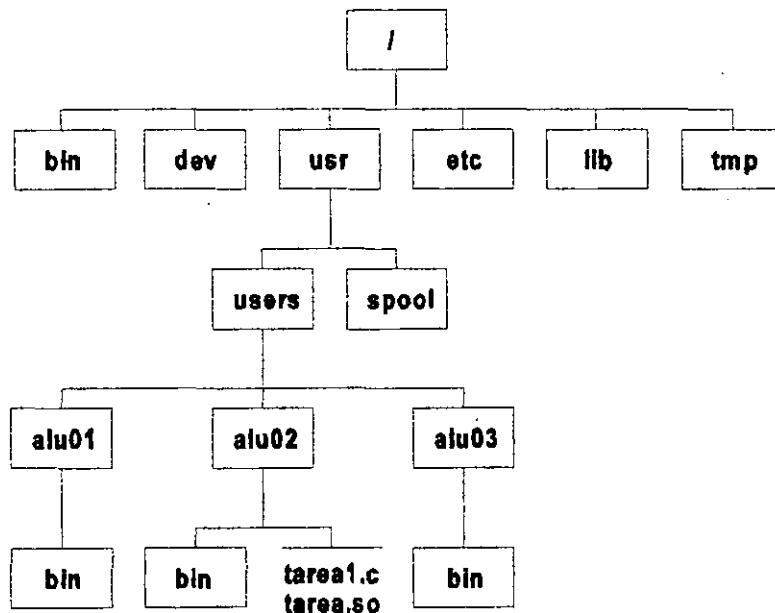 /
bin dev usr etc lib tmp
users spool
alu01 alu02 alu03
bin bin tarea1.c bin
tarea.so